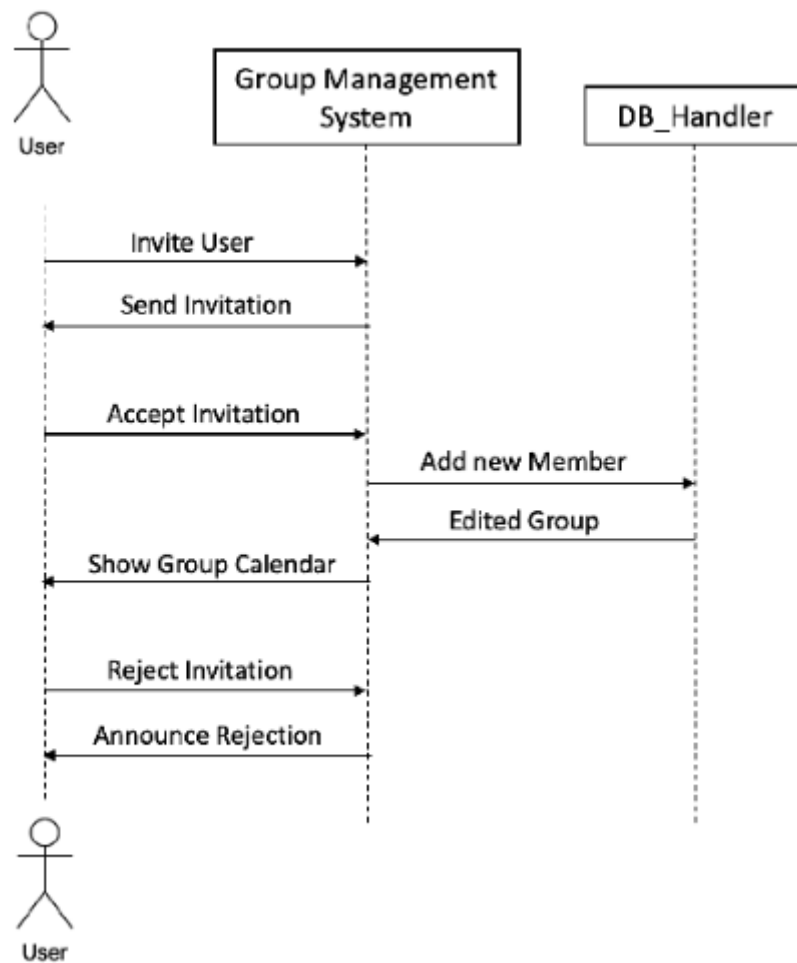 Group Management
System
DB_Handler
User
Invite User
Send Invitation
Accept Invitation
Add new Member
Edited Group
Show Group Calendar
Reject Invitation
Announce Rejection
User